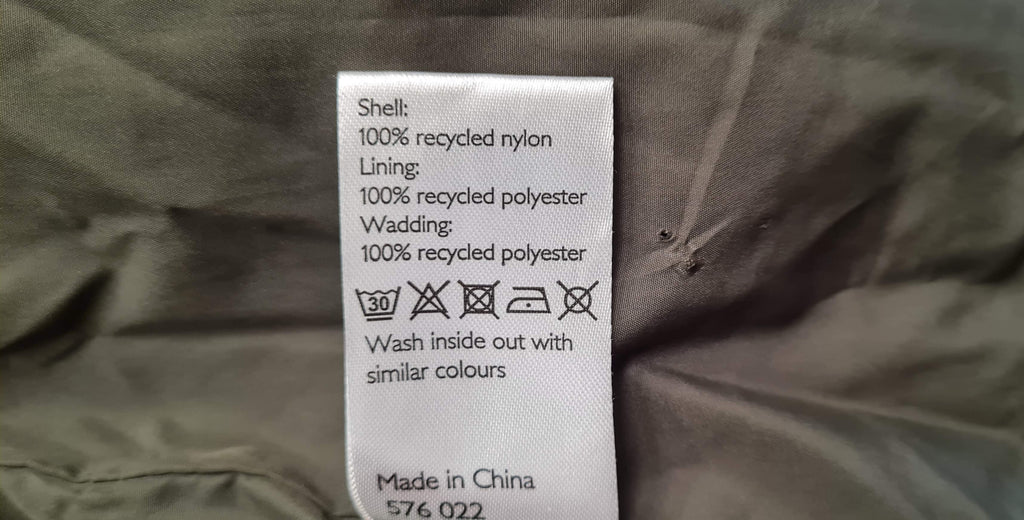 Shell:
100% recycled nylon
Lining:
100% recycled polyester
Wadding:
100% recycled polyester
30
Wash inside out with
similar colours
Made in China
576 022